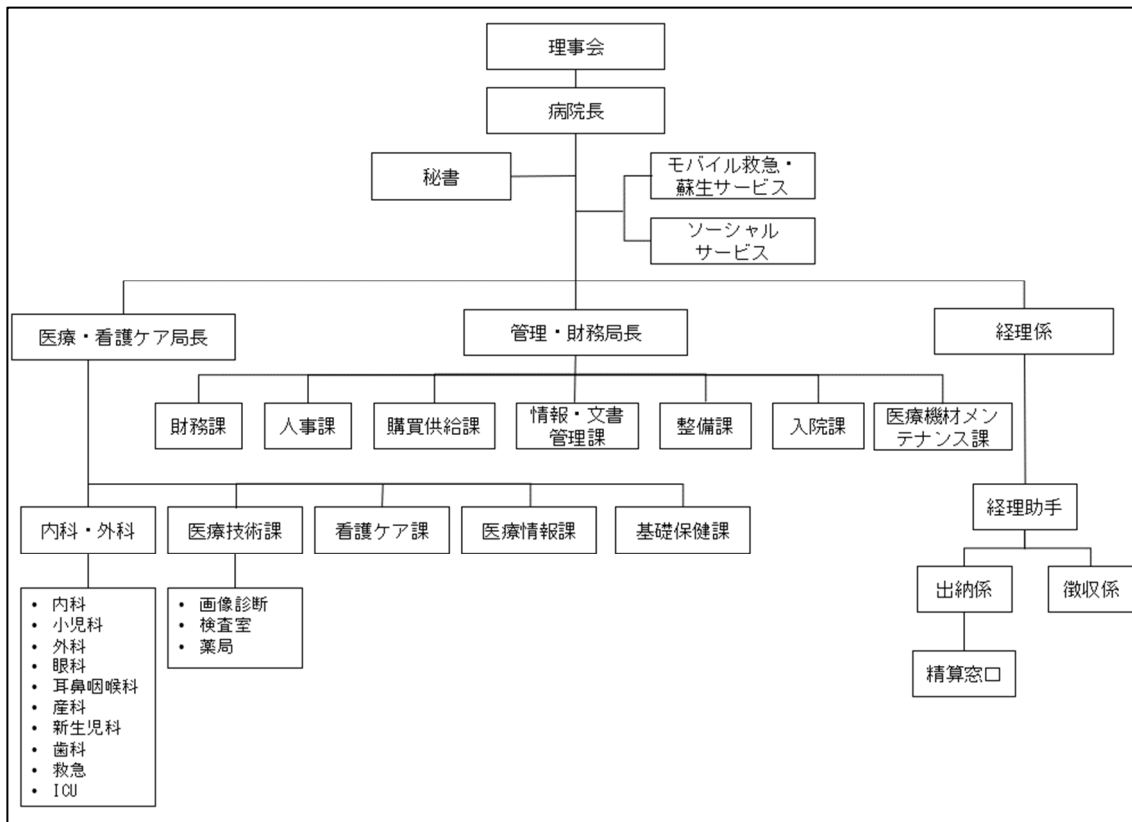 理事会
病院長
秘書
モバイル救急・
蘇生サービス
ソーシャル
サービス
医療・看護ケア局長
管理・財務局長
経理係
財務課
人事課
購買供給課
情報・文書
管理課
整備課
入院課
医療機材メン
テナンス課
内科・外科
医療技術課
看護ケア課
医療情報課
基礎保健課
経理助手
• 内科
• 小児科
• 外科
• 眼科
• 耳鼻咽喉科
• 産科
• 新生児科
• 歯科
• 救急
• ICU
• 画像診断
• 検査室
• 薬局
出納係
徴収係
精算窓口